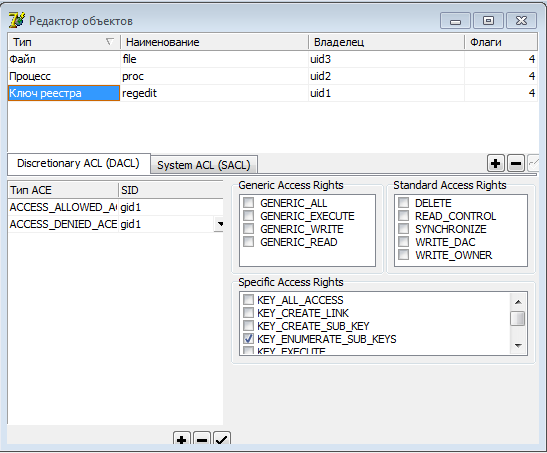 Редактор объектов
Тип Наименование Владелец Флаги
Файл file uid3 4
Процесс proc uid2 4
Ключ реестра regedit uid1 4
Discretionary ACL (DACL) System ACL (SACL)
Тип ACE SID
ACCESS_ALLOWED_A gid1
ACCESS_DENIED_ACE gid1
Generic Access Rights
GENERIC_ALL
GENERIC_EXECUTE
GENERIC_WRITE
GENERIC_READ
Standard Access Rights
DELETE
READ_CONTROL
SYNCHRONIZE
WRITE_DAC
WRITE_OWNER
Specific Access Rights
KEY_ALL_ACCESS
KEY_CREATE_LINK
KEY_CREATE_SUB_KEY
KEY_ENUMERATE_SUB_KEYS
KEY_EXECUTE